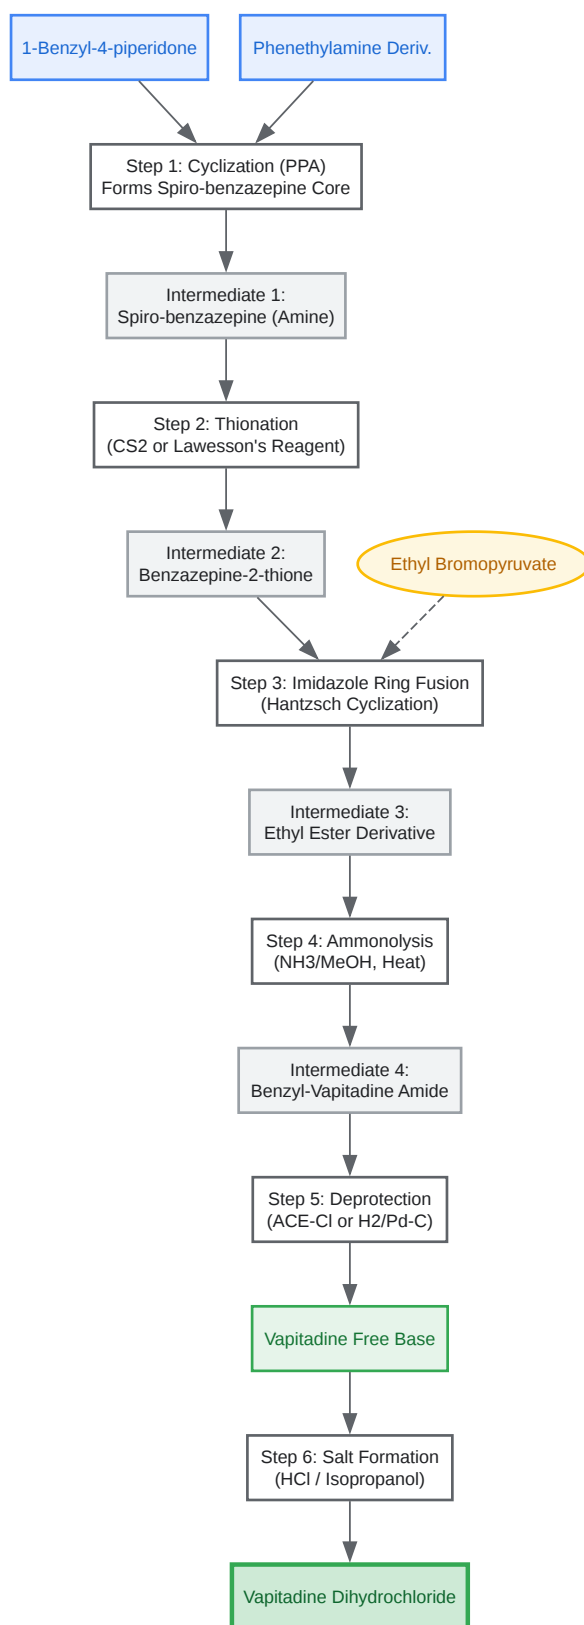 1-Benzyl-4-piperidone
Phenethylamine Deriv.
Step 1: Cyclization (PPA)
Forms Spiro-benzazepine Core
Intermediate 1:
Spiro-benzazepine (Amine)
Step 2: Thionation
(CS2 or Lawesson's Reagent)
Intermediate 2:
Benzazepine-2-thione
Ethyl Bromopyruvate
Step 3: Imidazole Ring Fusion
(Hantzsch Cyclization)
Intermediate 3:
Ethyl Ester Derivative
Step 4: Ammonolysis
(NH3/MeOH, Heat)
Intermediate 4:
Benzyl-Vapitadine Amide
Step 5: Deprotection
(ACE-Cl or H2/Pd-C)
Vapitadine Free Base
Step 6: Salt Formation
(HCl / Isopropanol)
Vapitadine Dihydrochloride